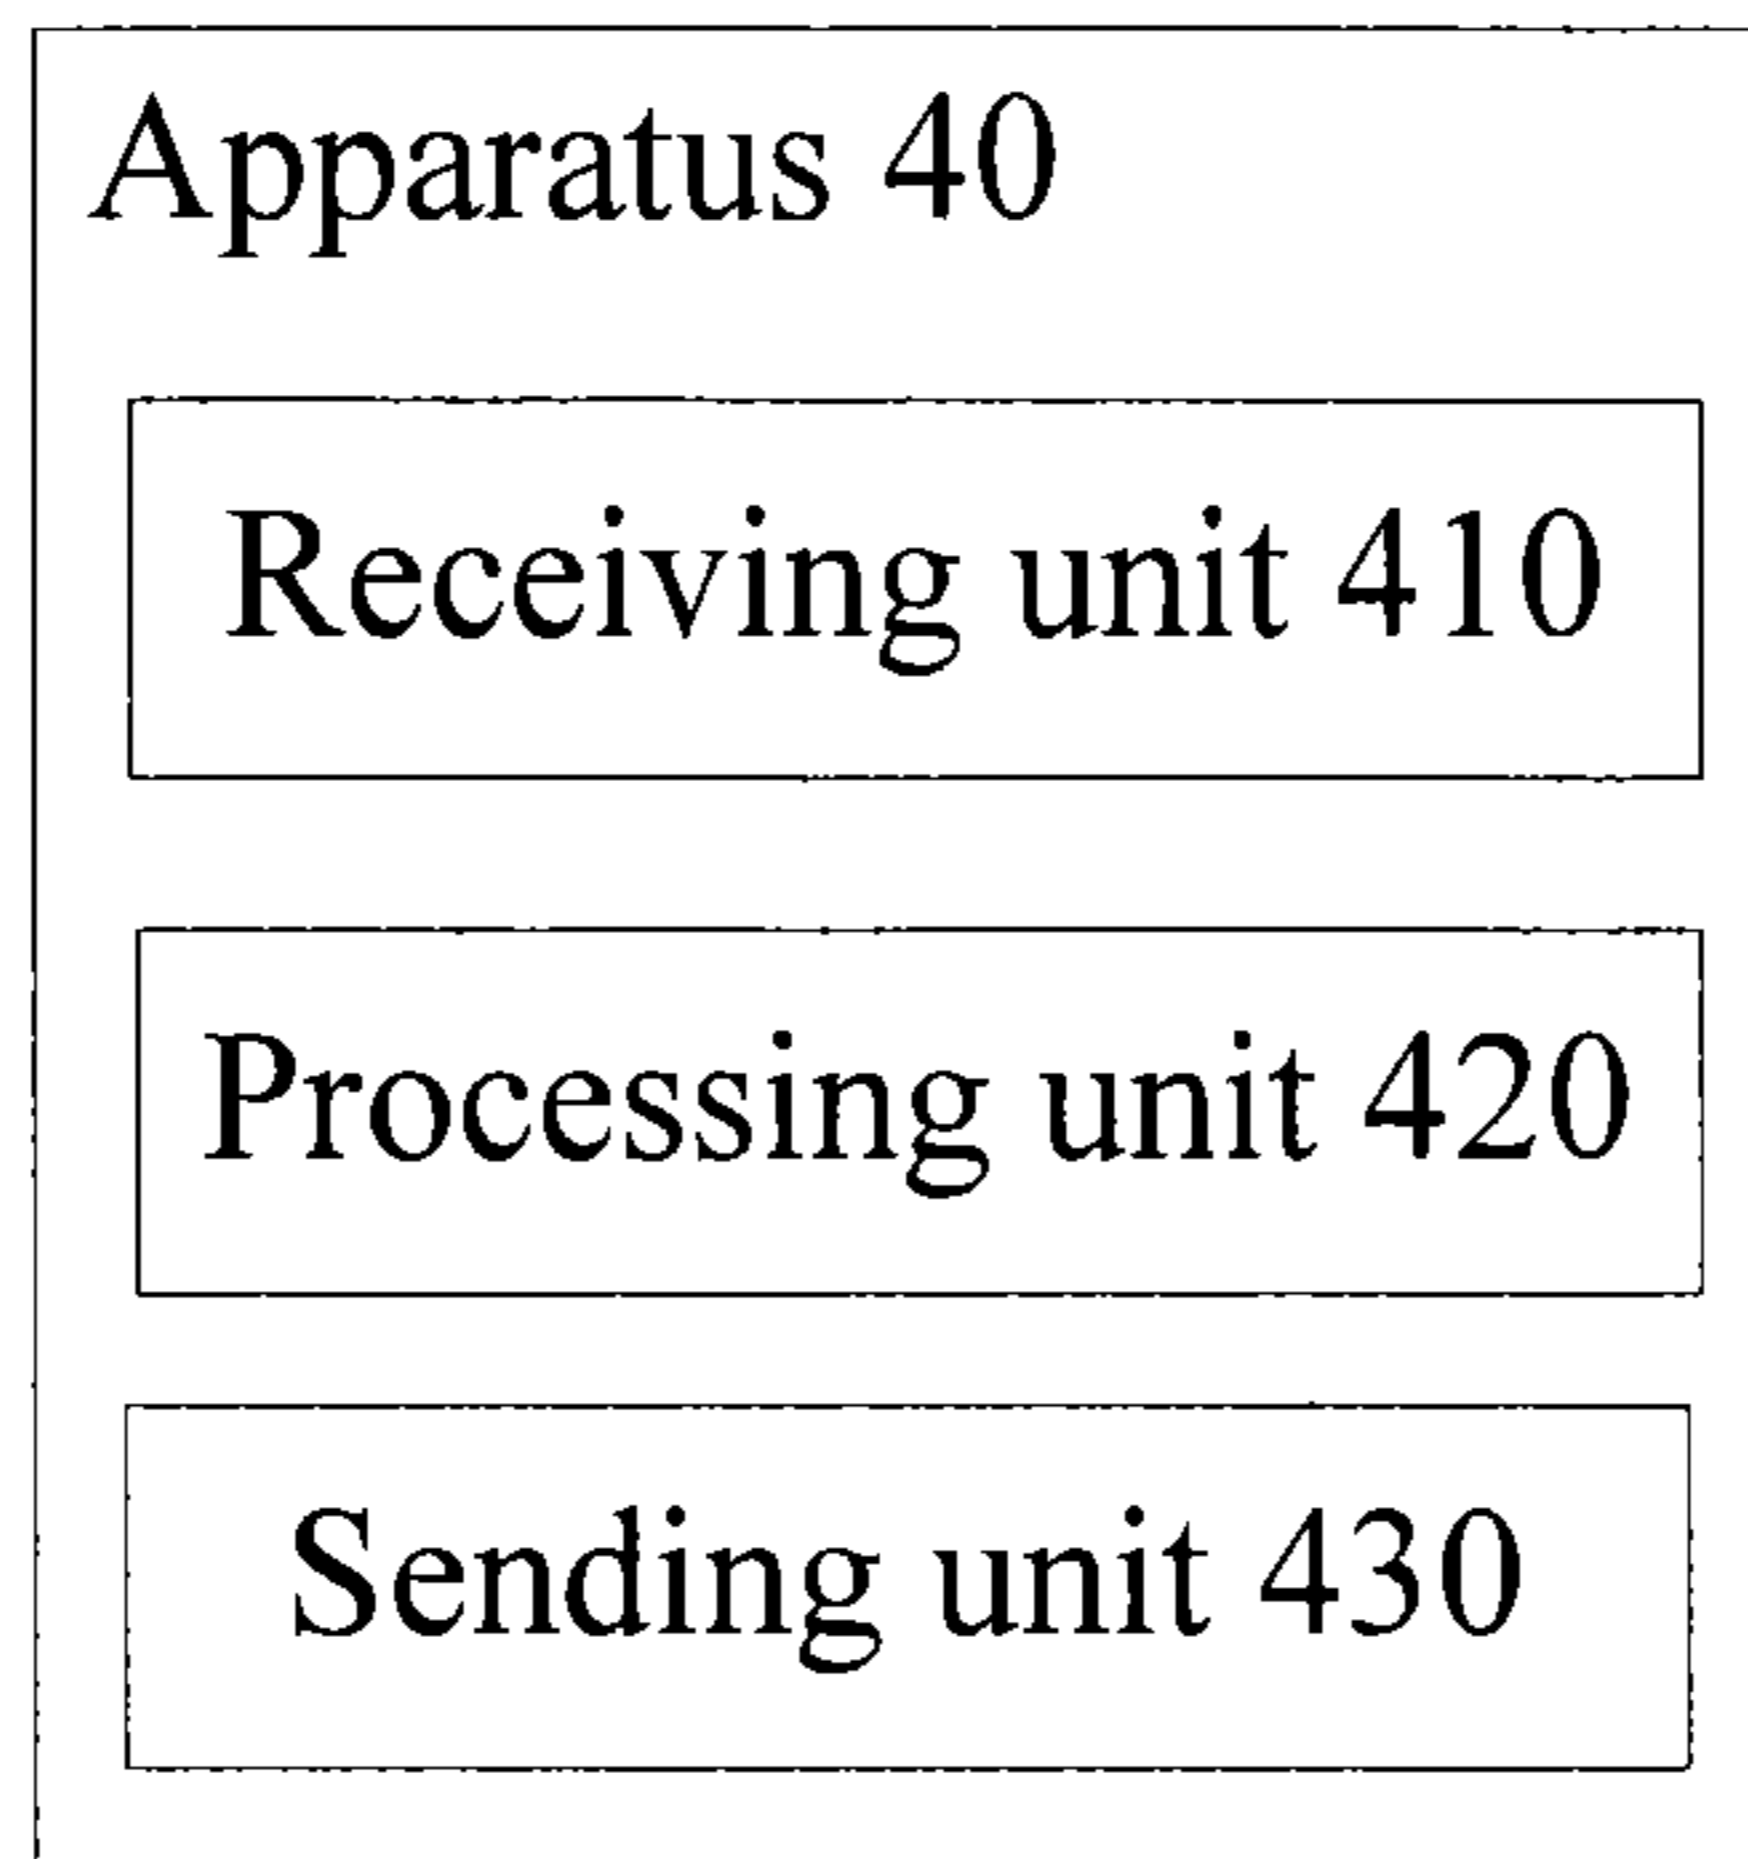 Apparatus 40
Receiving unit 410
Processing unit 420
Sending unit 430